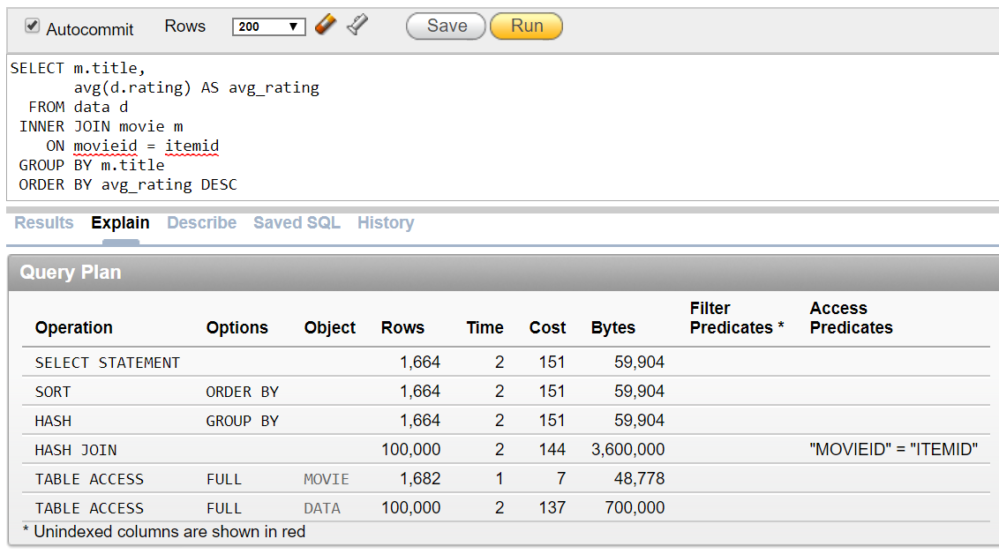 Autocommit Rows 200 Save Run
SELECT m.title,
avg(d.rating) AS avg_rating
FROM data d
INNER JOIN movie m
ON movieid = itemid
GROUP BY m.title
ORDER BY avg_rating DESC
Results Explain Describe Saved SQL History
Query Plan
Operation Options Object Rows Time Cost Bytes Filter Predicates * Access Predicates
SELECT STATEMENT 1,664 2 151 59,904
SORT ORDER BY 1,664 2 151 59,904
HASH GROUP BY 1,664 2 151 59,904
HASH JOIN 100,000 2 144 3,600,000 "MOVIEID" = "ITEMID"
TABLE ACCESS FULL MOVIE 1,682 1 7 48,778
TABLE ACCESS FULL DATA 100,000 2 137 700,000
* Unindexed columns are shown in red